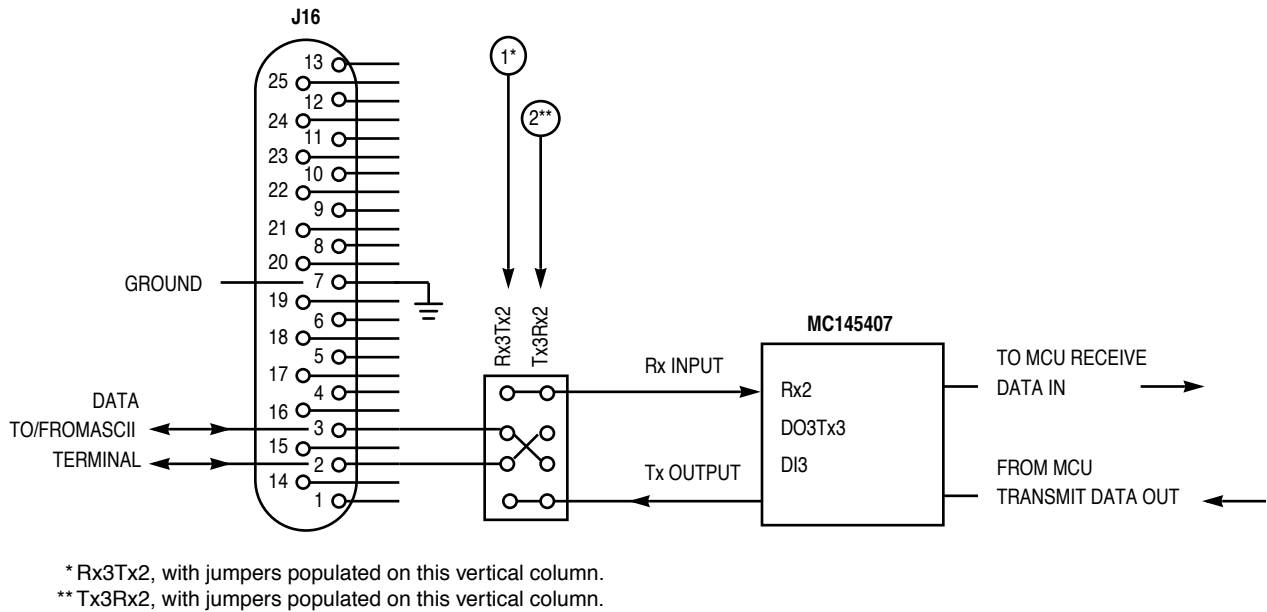 J16
13
25
12
24
11
23
10
22
9
21
8
20
7
19
6
18
5
17
4
16
3
15
2
14
1
GROUND
DATA
TO/FROMASCII
TERMINAL
1*
2**
Rx3Tx2
Tx3Rx2
Rx INPUT
Tx OUTPUT
MC145407
Rx2
DO3Tx3
DI3
TO MCU RECEIVE
DATA IN
FROM MCU
TRANSMIT DATA OUT
* Rx3Tx2, with jumpers populated on this vertical column.
** Tx3Rx2, with jumpers populated on this vertical column.